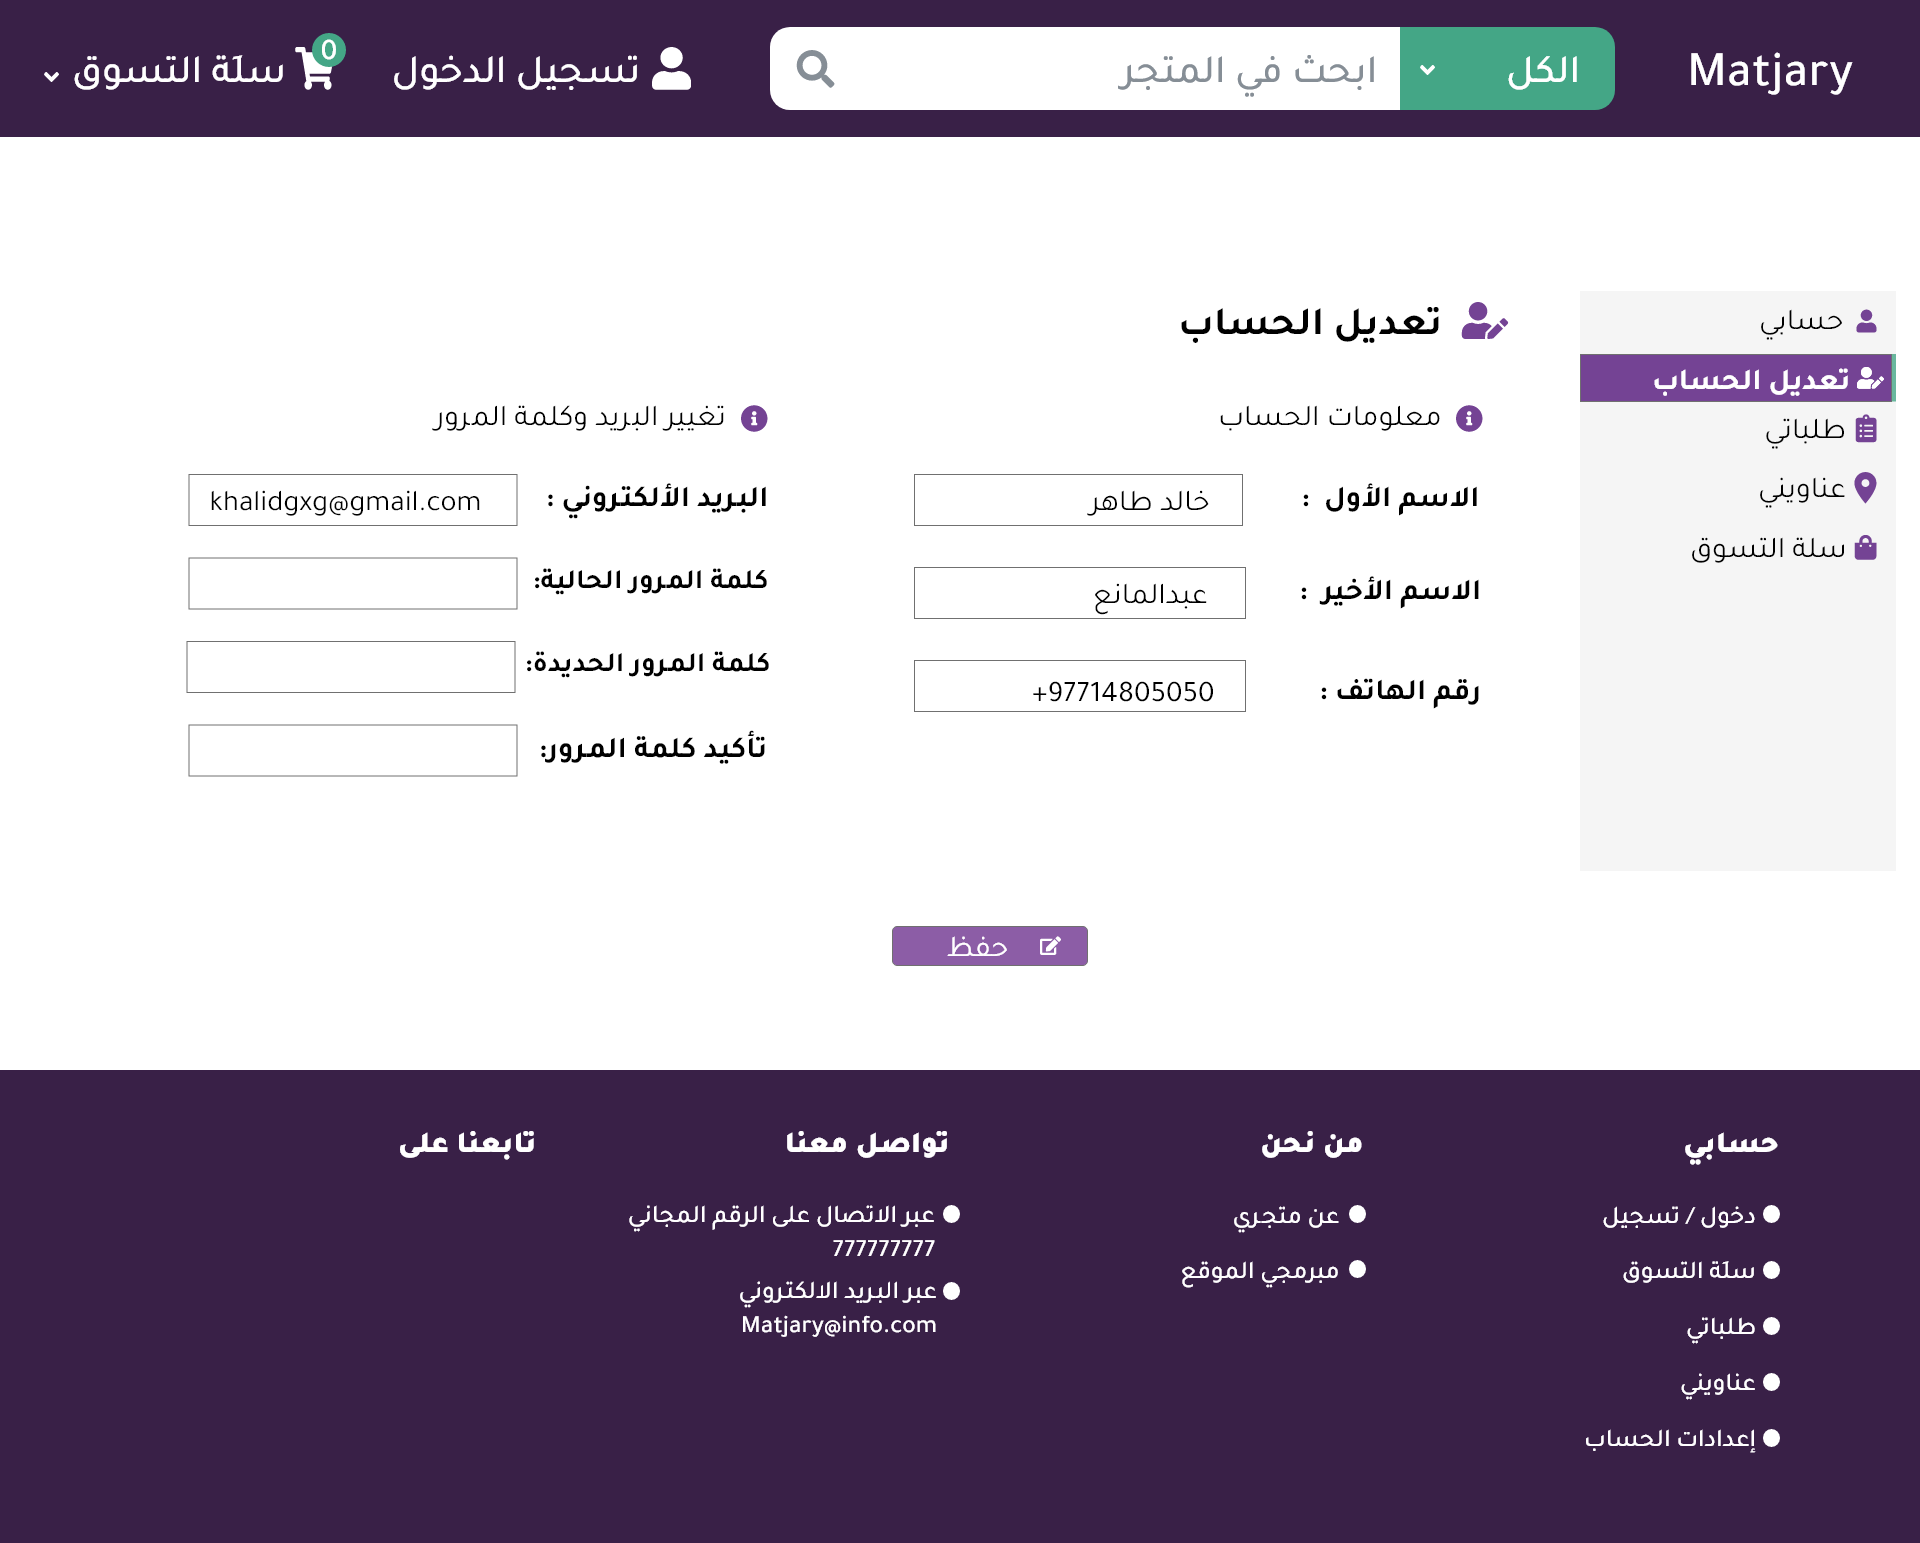 Matjary
الكل
ابحث في المتجر
تسجيل الدخول
0
سلَة التسوق
حسابي
تعديل الحساب
طلباتي
عناويني
سلة التسوق
تعديل الحساب
معلومات الحساب
الاسم الأول :
خالد طاهر
الاسم الأخير :
عبدالمانع
رقم الهاتف :
+97714805050
تغيير البريد وكلمة المرور
البريد الألكتروني :
khalidgxg@gmail.com
كلمة المرور الحالية:
كلمة المرور الحديدة:
تأكيد كلمة المرور:
حفظ
حسابي
دخول / تسجيل
سلَة التسوق
طلباتي
عناويني
إعدادات الحساب
من نحن
عن متجري
مبرمجي الموقع
تواصل معنا
عبر الاتصال على الرقم المجاني
777777777
عبر البريد الالكتروني
Matjary@info.com
تابعنا على